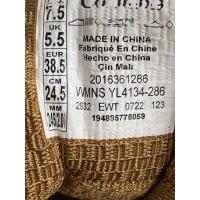 7.5
UK
5.5
EUR
38.5
CM
24.5
MADE IN CHINA
Fabriqué En Chine
Hecho en China
Çin Malı
2016361286
WMNS YL4134-286
2932 EWT 0722 123
194895778059